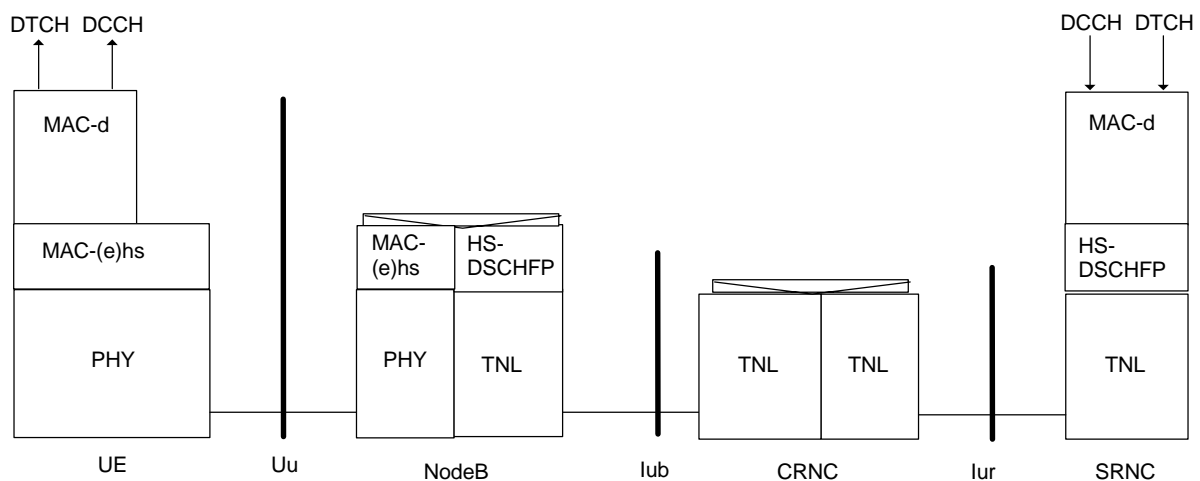 DTCH DCCH
DCCH DTCH
MAC-d
MAC-d
MAC-(e)hs
MAC-
(e)hs
HS-
DSCHFP
HS-
DSCHFP
PHY
PHY
TNL
TNL
TNL
TNL
UE
Uu
NodeB
Iub
CRNC
Iur
SRNC